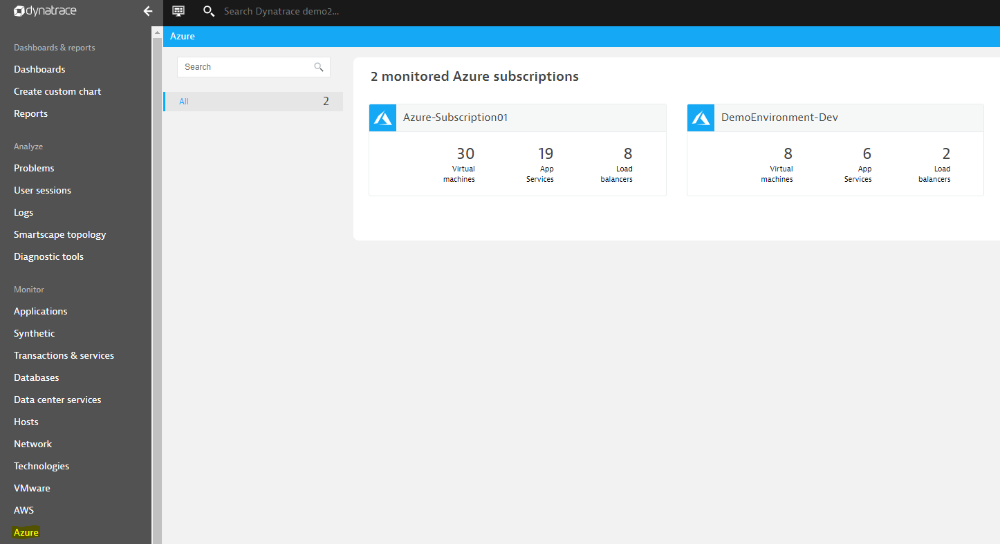 dynatrace
Search Dynatrace demo2...
Dashboards & reports
Dashboards
Create custom chart
Reports
Analyze
Problems
User sessions
Logs
Smartscape topology
Diagnostic tools
Monitor
Applications
Synthetic
Transactions & services
Databases
Data center services
Hosts
Network
Technologies
VMware
AWS
Azure
Azure
Search
All 2
2 monitored Azure subscriptions
Azure-Subscription01
30 19 8
Virtual App Load
machines Services balancers
DemoEnvironment-Dev
8 6 2
Virtual App Load
machines Services balancers